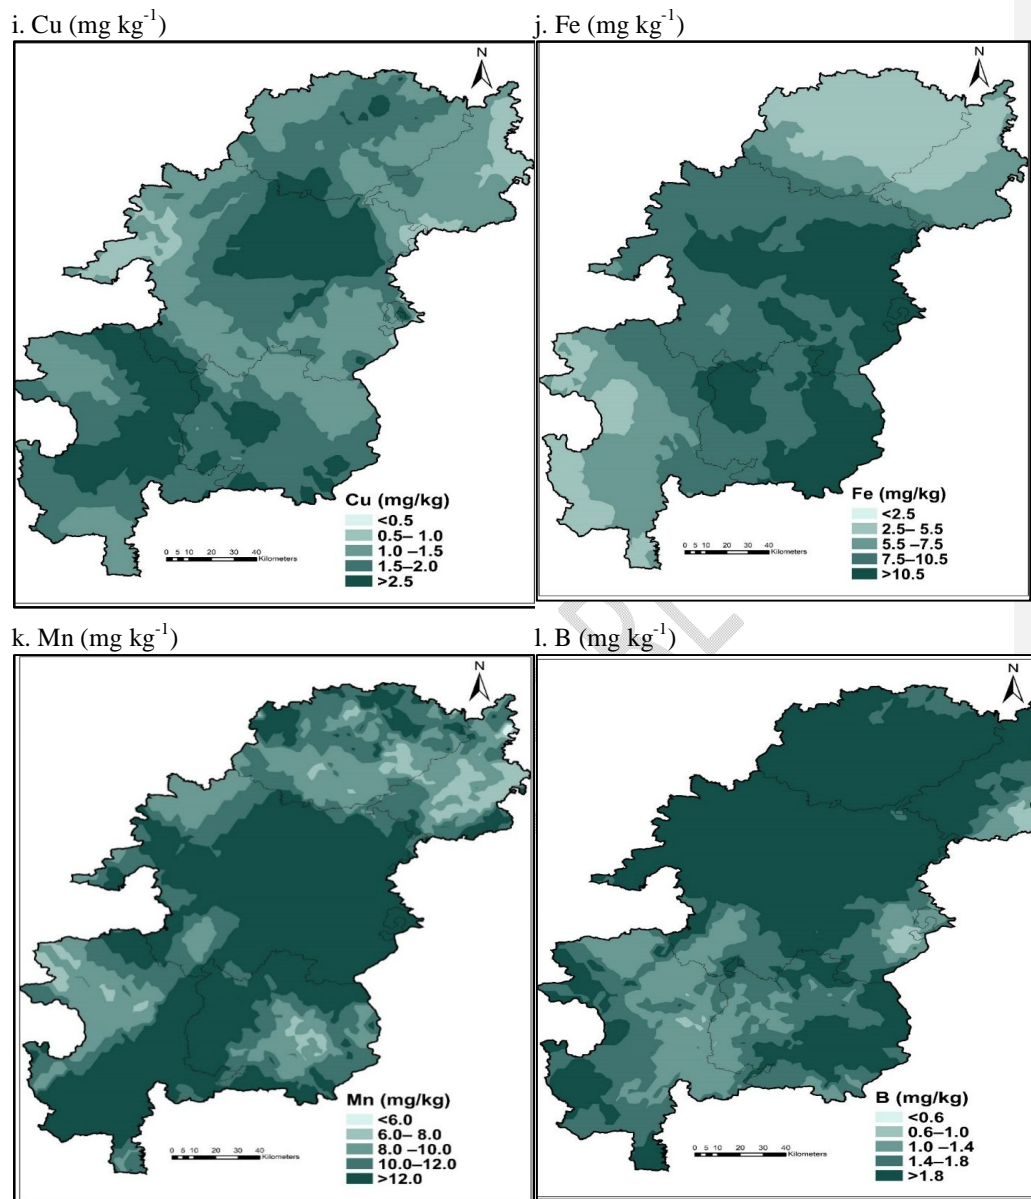 i. Cu (mg kg⁻¹)
j. Fe (mg kg⁻¹)
N
Cu (mg/kg)
<0.5
0.5– 1.0
1.0 –1.5
1.5–2.0
>2.5
0 5 10 20 30 40
Kilometers
N
Fe (mg/kg)
<2.5
2.5– 5.5
5.5 –7.5
7.5–10.5
>10.5
0 5 10 20 30 40
Kilometers
k. Mn (mg kg⁻¹)
l. B (mg kg⁻¹)
N
Mn (mg/kg)
<6.0
6.0– 8.0
8.0 –10.0
10.0–12.0
>12.0
0 5 10 20 30 40
Kilometers
N
B (mg/kg)
<0.6
0.6–1.0
1.0 –1.4
1.4–1.8
>1.8
0 5 10 20 30 40
Kilometers